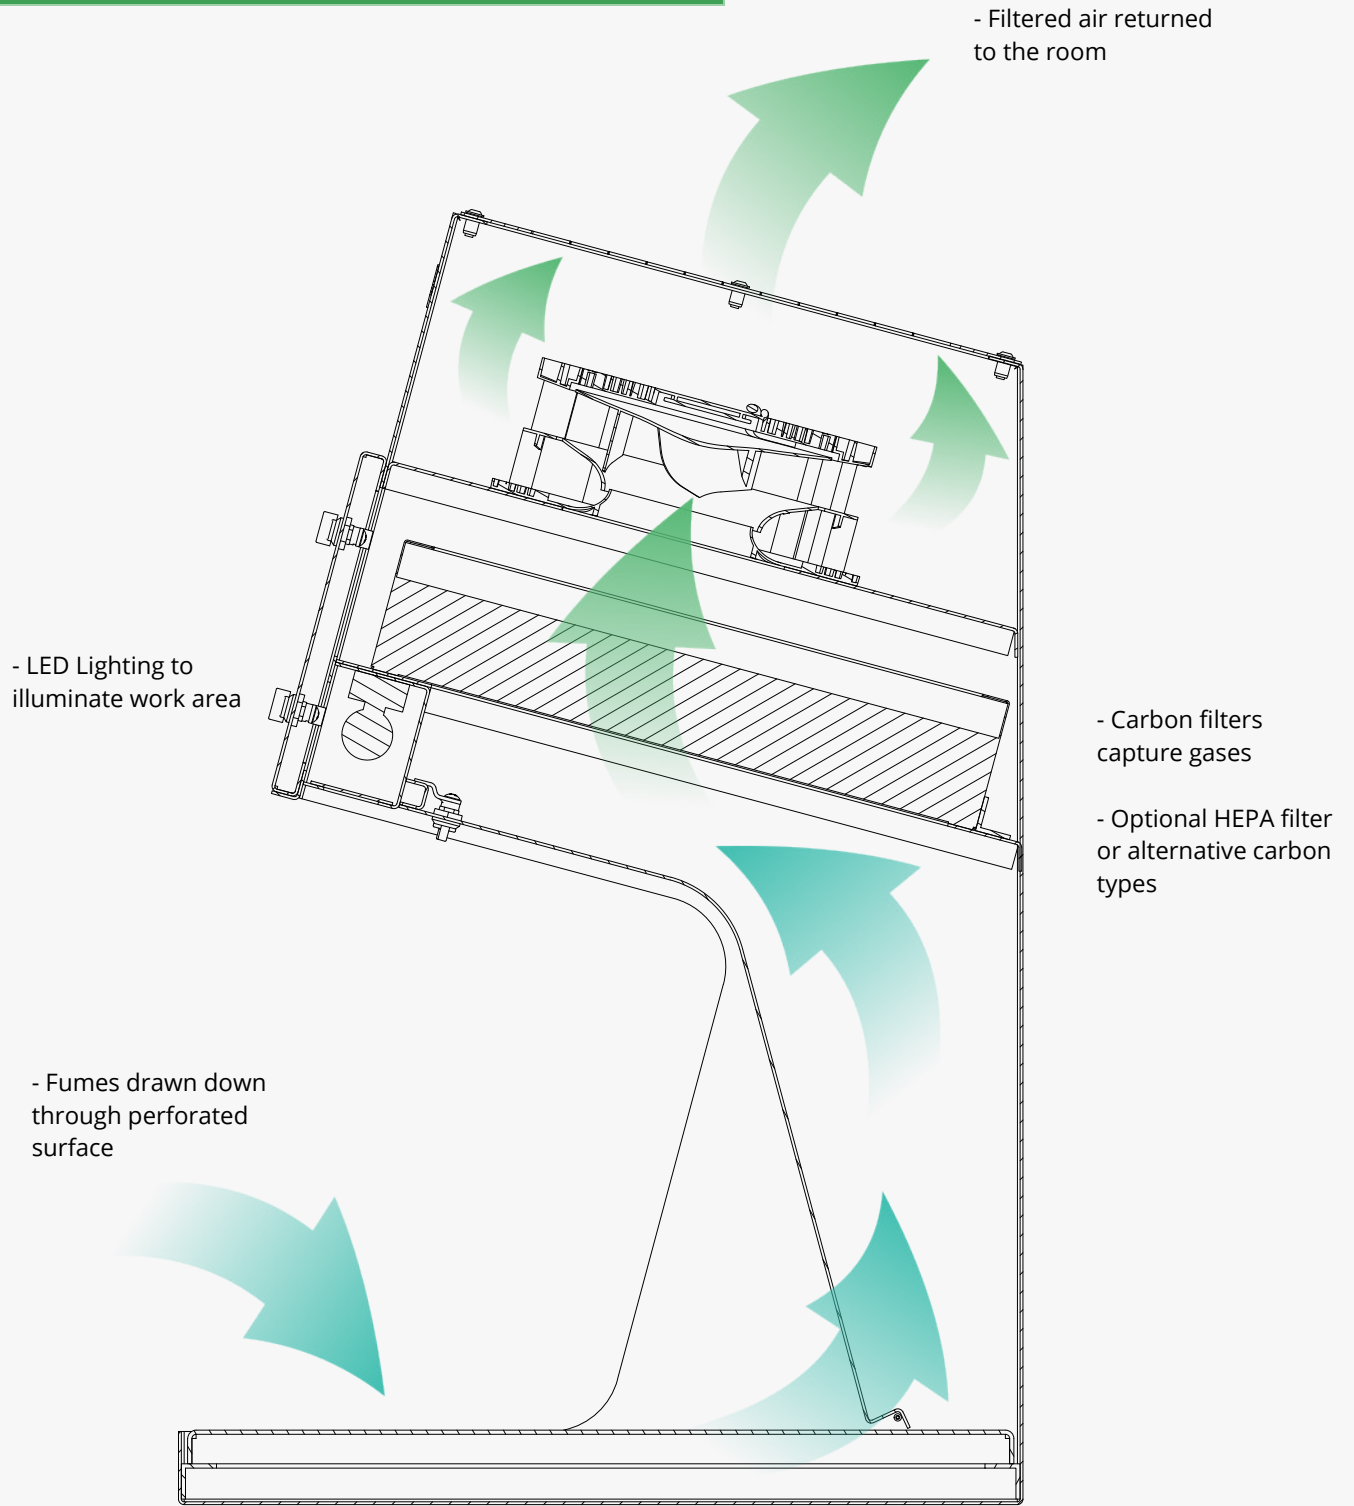 - Filtered air returned
to the room
- LED Lighting to
illuminate work area
- Carbon filters
capture gases
- Optional HEPA filter
or alternative carbon
types
- Fumes drawn down
through perforated
surface